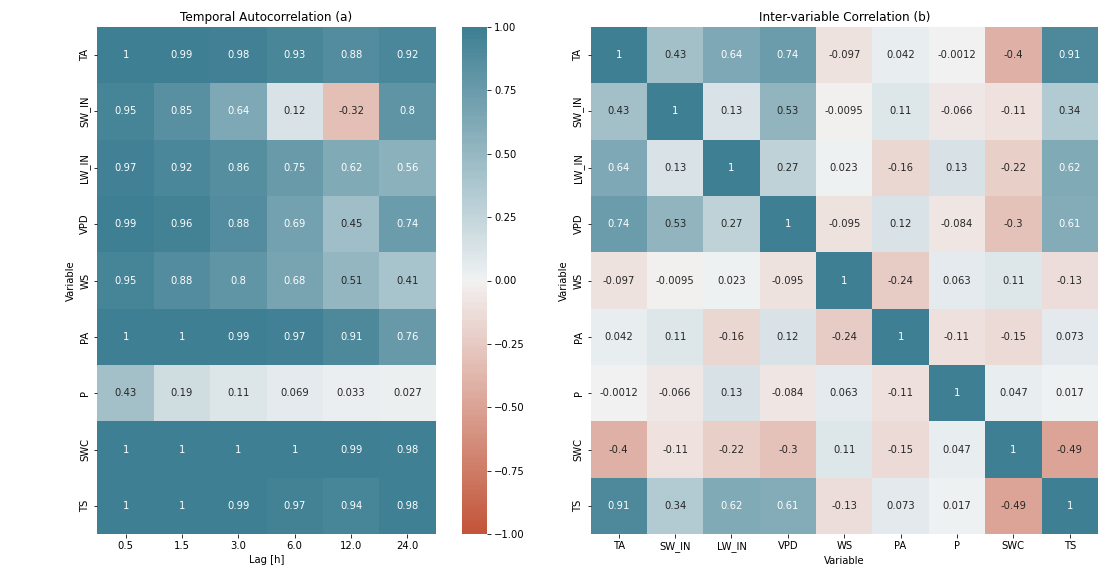 Temporal Autocorrelation (a)
Variable
TA 1 0.99 0.98 0.93 0.88 0.92
SW_IN 0.95 0.85 0.64 0.12 -0.32 0.8
LW_IN 0.97 0.92 0.86 0.75 0.62 0.56
VPD 0.99 0.96 0.88 0.69 0.45 0.74
WS 0.95 0.88 0.8 0.68 0.51 0.41
PA 1 1 0.99 0.97 0.91 0.76
P 0.43 0.19 0.11 0.069 0.033 0.027
SWC 1 1 1 1 0.99 0.98
TS 1 1 0.99 0.97 0.94 0.98
0.5 1.5 3.0 6.0 12.0 24.0
Lag [h]
1.00
0.75
0.50
0.25
0.00
−0.25
−0.50
−0.75
−1.00
Inter-variable Correlation (b)
Variable
TA 1 0.43 0.64 0.74 -0.097 0.042 -0.0012 -0.4 0.91
SW_IN 0.43 1 0.13 0.53 -0.0095 0.11 -0.066 -0.11 0.34
LW_IN 0.64 0.13 1 0.27 0.023 -0.16 0.13 -0.22 0.62
VPD 0.74 0.53 0.27 1 -0.095 0.12 -0.084 -0.3 0.61
WS -0.097 -0.0095 0.023 -0.095 1 -0.24 0.063 0.11 -0.13
PA 0.042 0.11 -0.16 0.12 -0.24 1 -0.11 -0.15 0.073
P -0.0012 -0.066 0.13 -0.084 0.063 -0.11 1 0.047 0.017
SWC -0.4 -0.11 -0.22 -0.3 0.11 -0.15 0.047 1 -0.49
TS 0.91 0.34 0.62 0.61 -0.13 0.073 0.017 -0.49 1
TA SW_IN LW_IN VPD WS PA P SWC TS
Variable